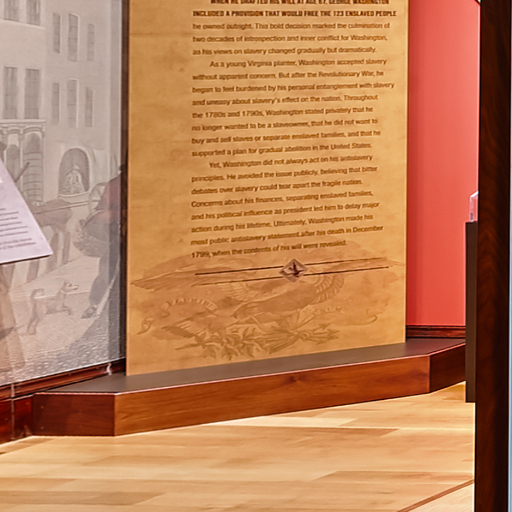 WHEN HE DRAFTED HIS WILL AT AGE 67, GEORGE WASHINGTON
INCLUDED A PROVISION THAT WOULD FREE THE 123 ENSLAVED PEOPLE
he owned outright. This bold decision marked the culmination of
two decades of introspection and inner conflict for Washington,
as his views on slavery changed gradually but dramatically.
As a young Virginia planter, Washington accepted slavery
without apparent concern. But after the Revolutionary War, he
began to feel burdened by his personal entanglement with slavery
and uneasy about slavery's effect on the nation. Throughout
the 1780s and 1790s, Washington stated privately that he
no longer wanted to be a slaveowner, that he did not want to
buy and sell slaves or separate enslaved families, and that he
supported a plan for gradual abolition in the United States.
Yet, Washington did not always act on his antislavery
principles. He avoided the issue publicly, believing that bitter
debates over slavery could tear apart the fragile nation.
Concerns about his finances, separating enslaved families,
and his political influence as president led him to delay major
action during his lifetime. Ultimately, Washington made his
most public antislavery statement after his death in December
1799, when the contents of his will were revealed.